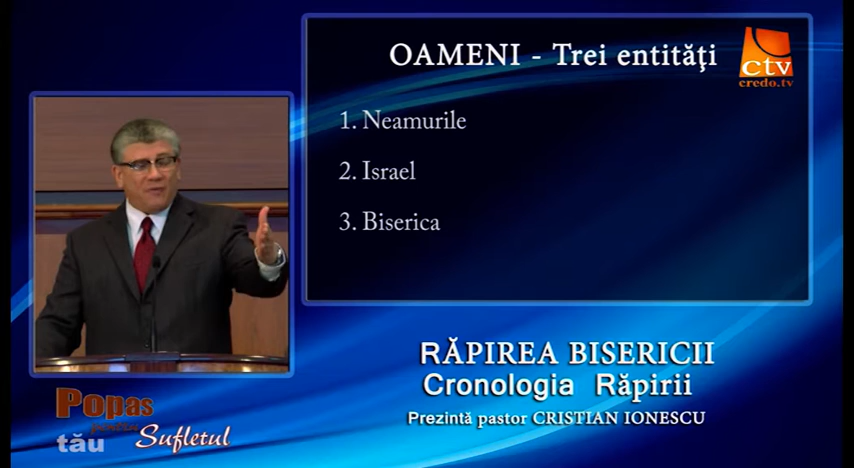 OAMENI - Trei entităţi
ctv
credo.tv
1. Neamurile
2. Israel
3. Biserica
RĂPIREA BISERICII
Cronologia Răpirii
Prezintă pastor CRISTIAN IONESCU
Popas
pentru
tău Sufletul